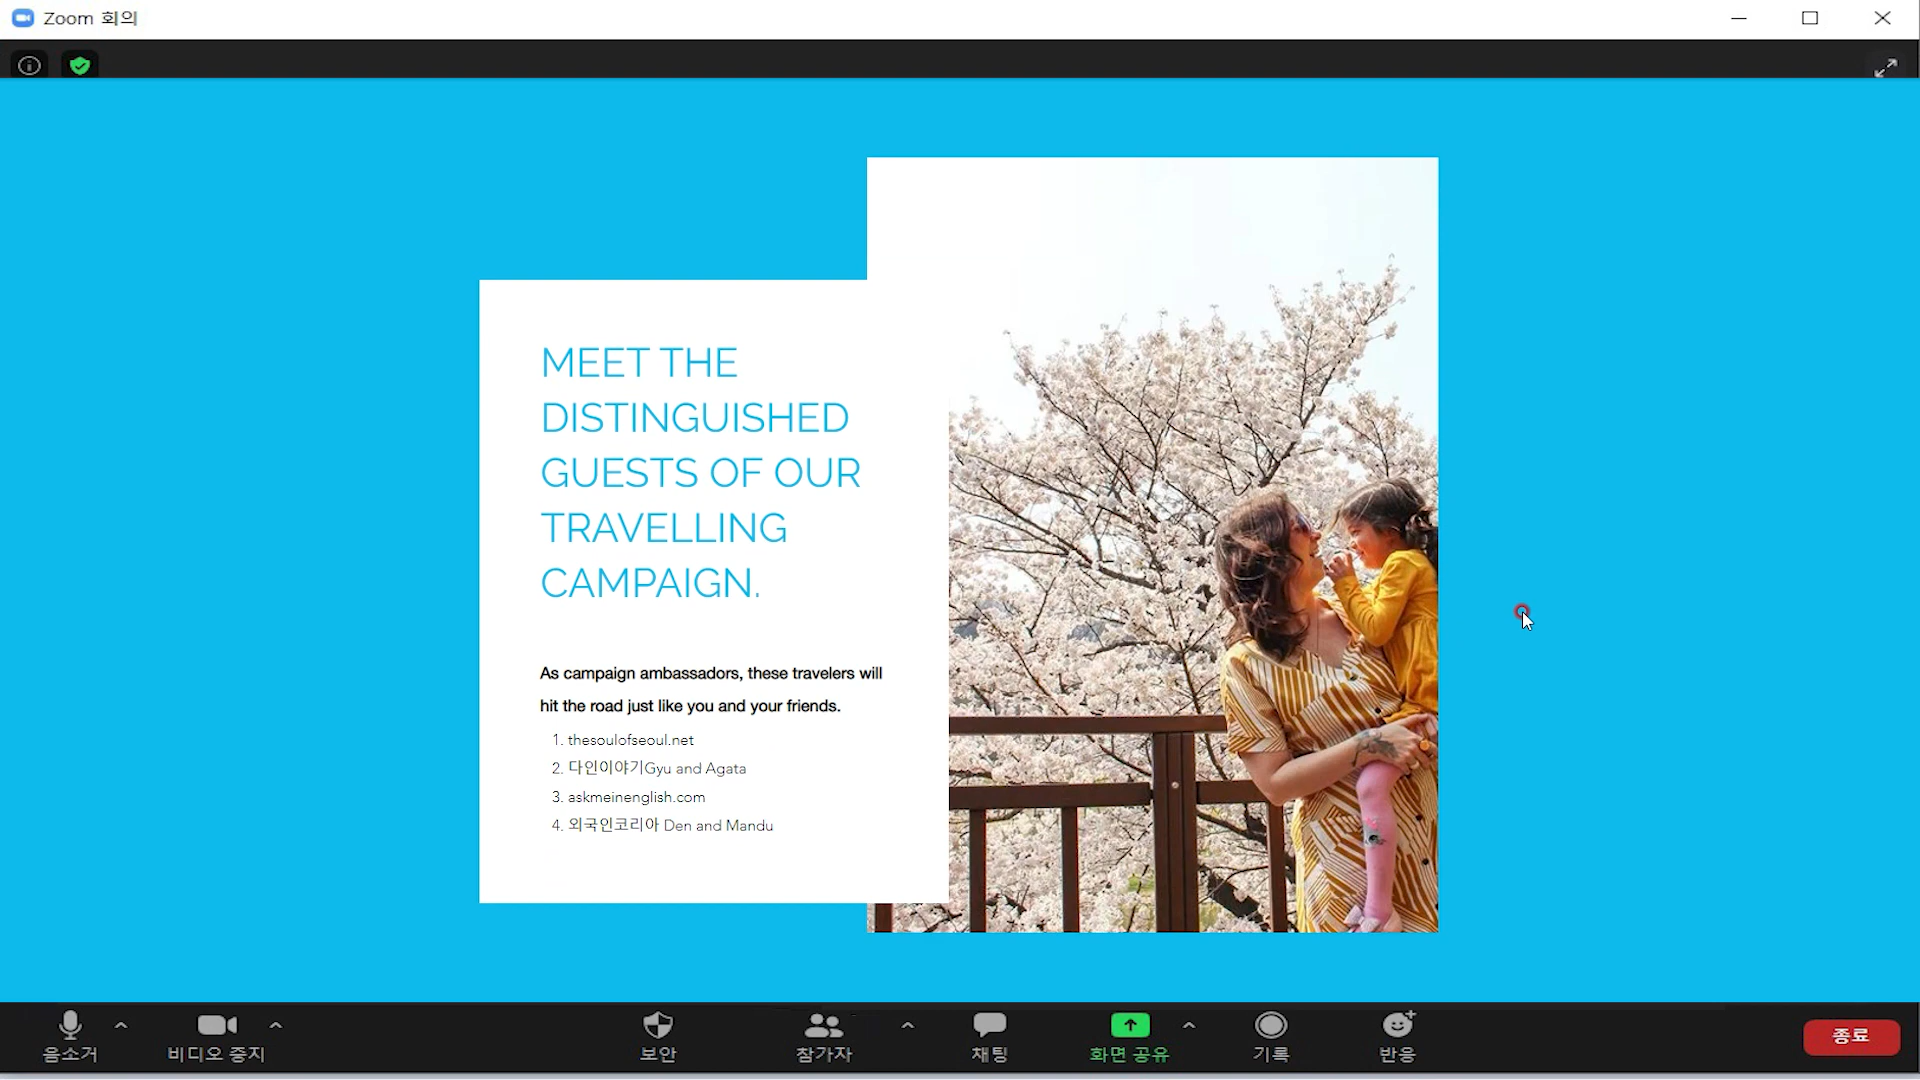 Zoom 회의
MEET THE
DISTINGUISHED
GUESTS OF OUR
TRAVELLING
CAMPAIGN.
As campaign ambassadors, these travelers will
hit the road just like you and your friends.
1. thesoulofseoul.net
2. 다인이야기Gyu and Agata
3. askmeinenglish.com
4. 외국인코리아 Den and Mandu
음소거
비디오 중지
보안
참가자
채팅
화면 공유
기록
반응
종료